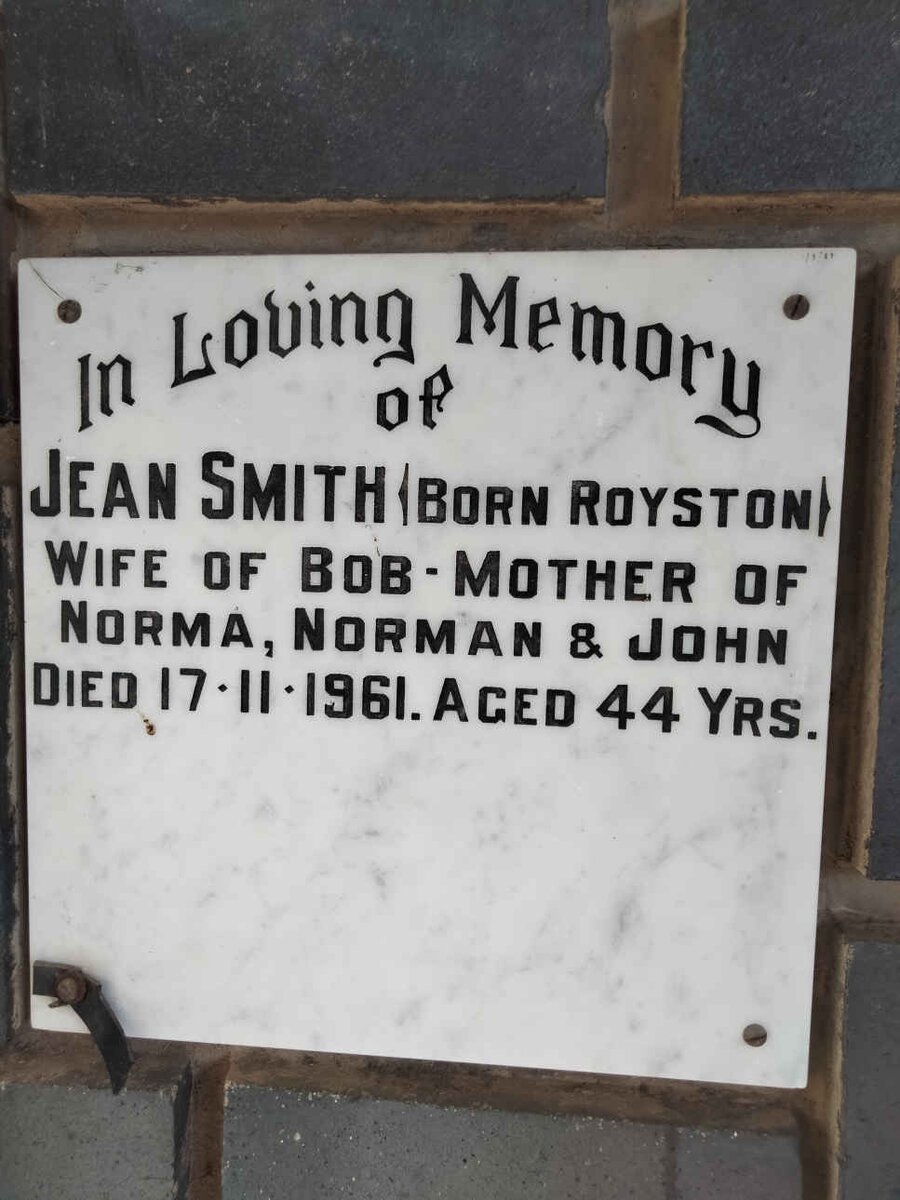 In Loving Memory
of
JEAN SMITH (BORN ROYSTON)
WIFE OF BOB - MOTHER OF
NORMA, NORMAN & JOHN
DIED 17·11·1961. AGED 44 YRS.